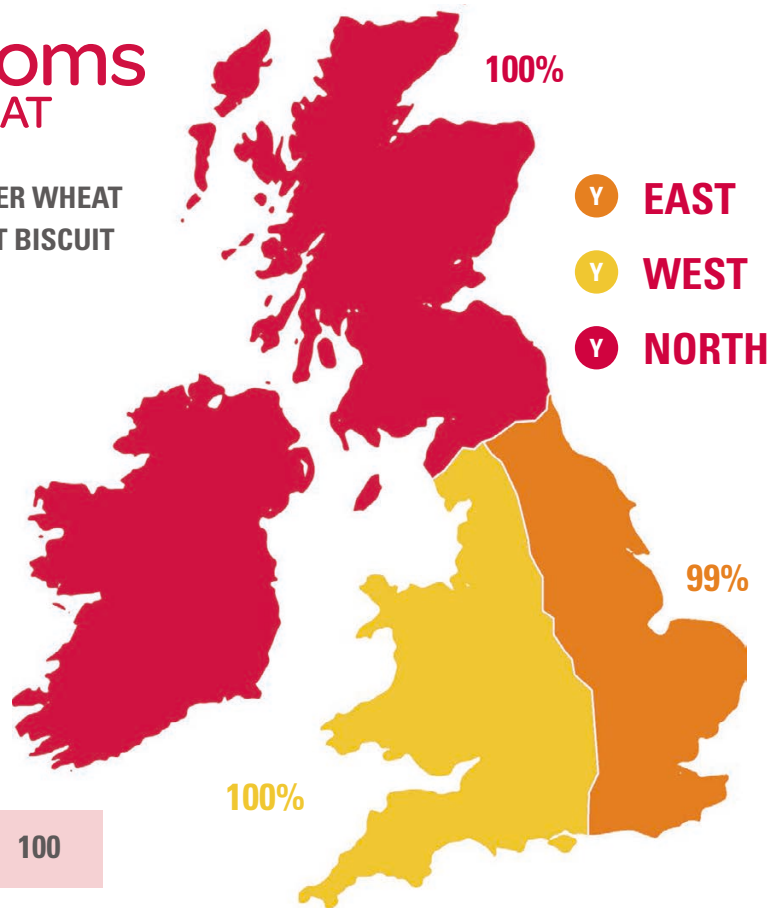 oms
AT
ER WHEAT
T BISCUIT
100%
Y EAST
Y WEST
Y NORTH
99%
100%
100